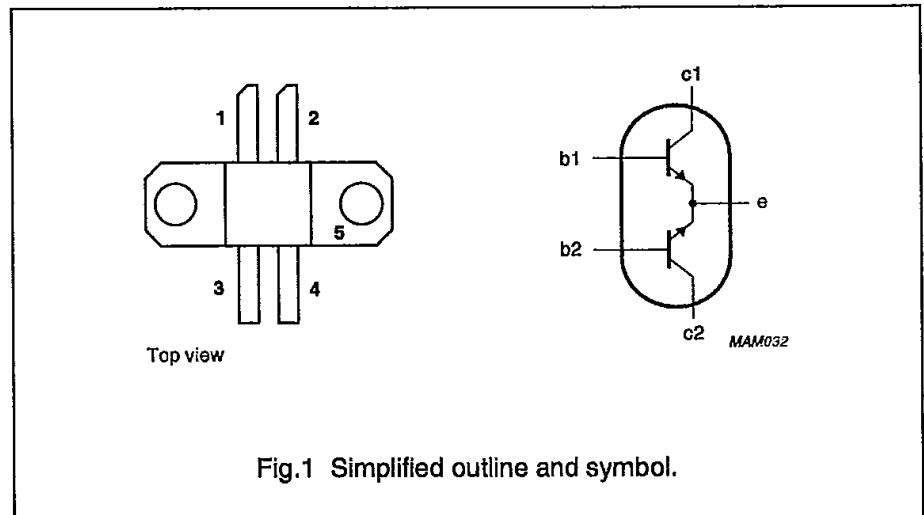 1
2
5
3
4
Top view
c1
b1
e
b2
c2
MAM032
Fig.1 Simplified outline and symbol.